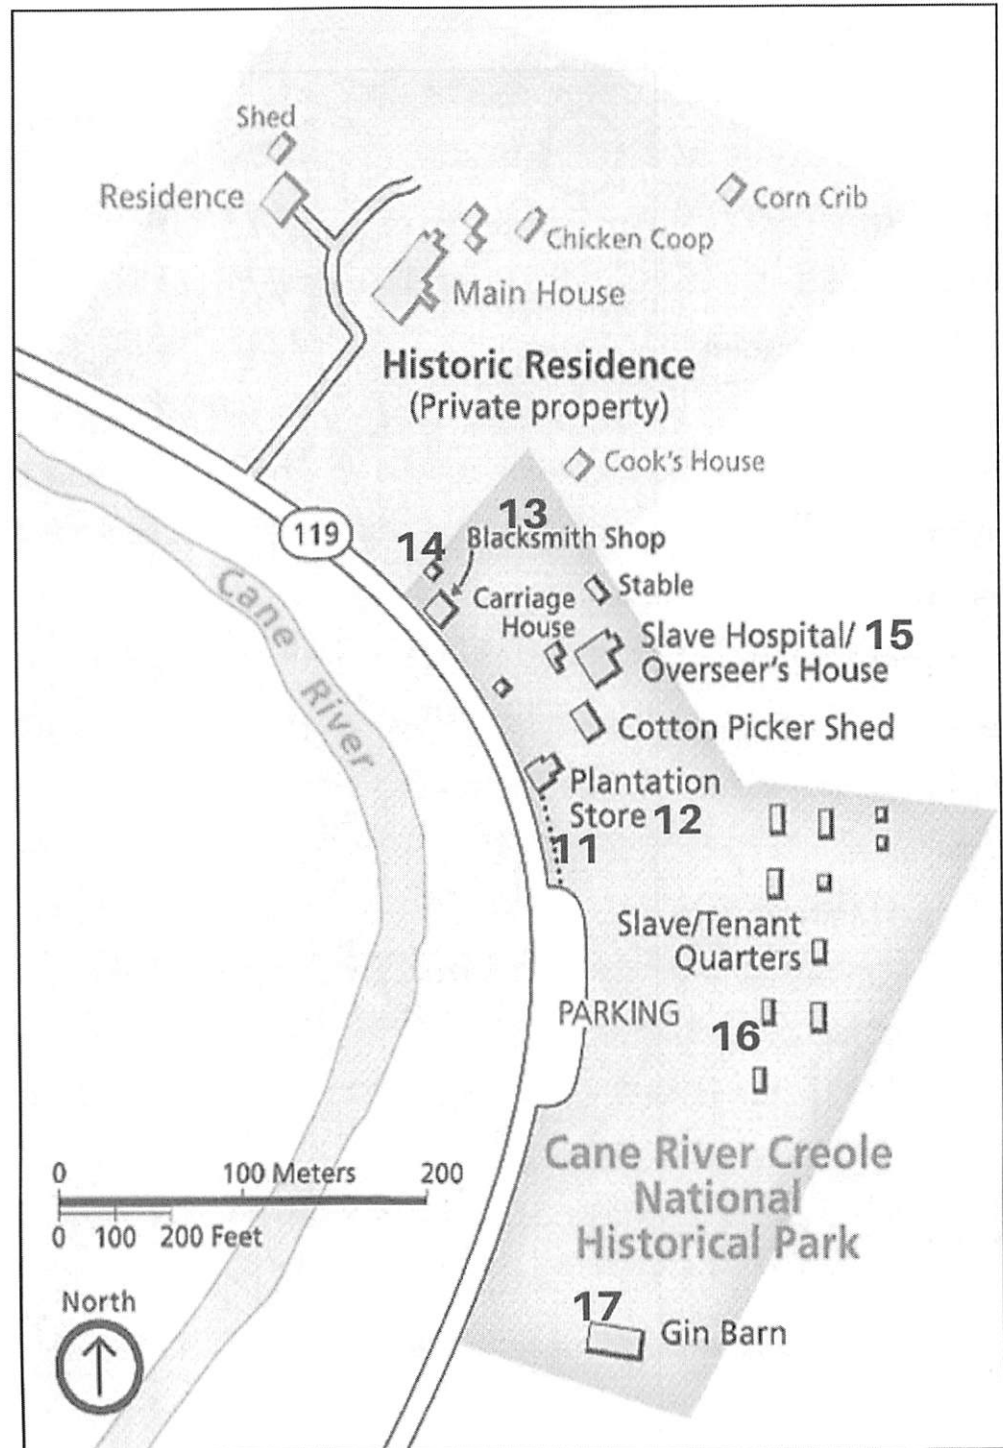 Shed
Residence
Corn Crib
Chicken Coop
Main House
Historic Residence
(Private property)
Cook's House
119
13
14
Blacksmith Shop
Stable
Carriage
House
Slave Hospital/ 15
Overseer's House
Cotton Picker Shed
Plantation
Store 12
11
Cane River
Slave/Tenant
Quarters
PARKING
16
Cane River Creole
National
Historical Park
0 100 Meters 200
0 100 200 Feet
North
17
Gin Barn